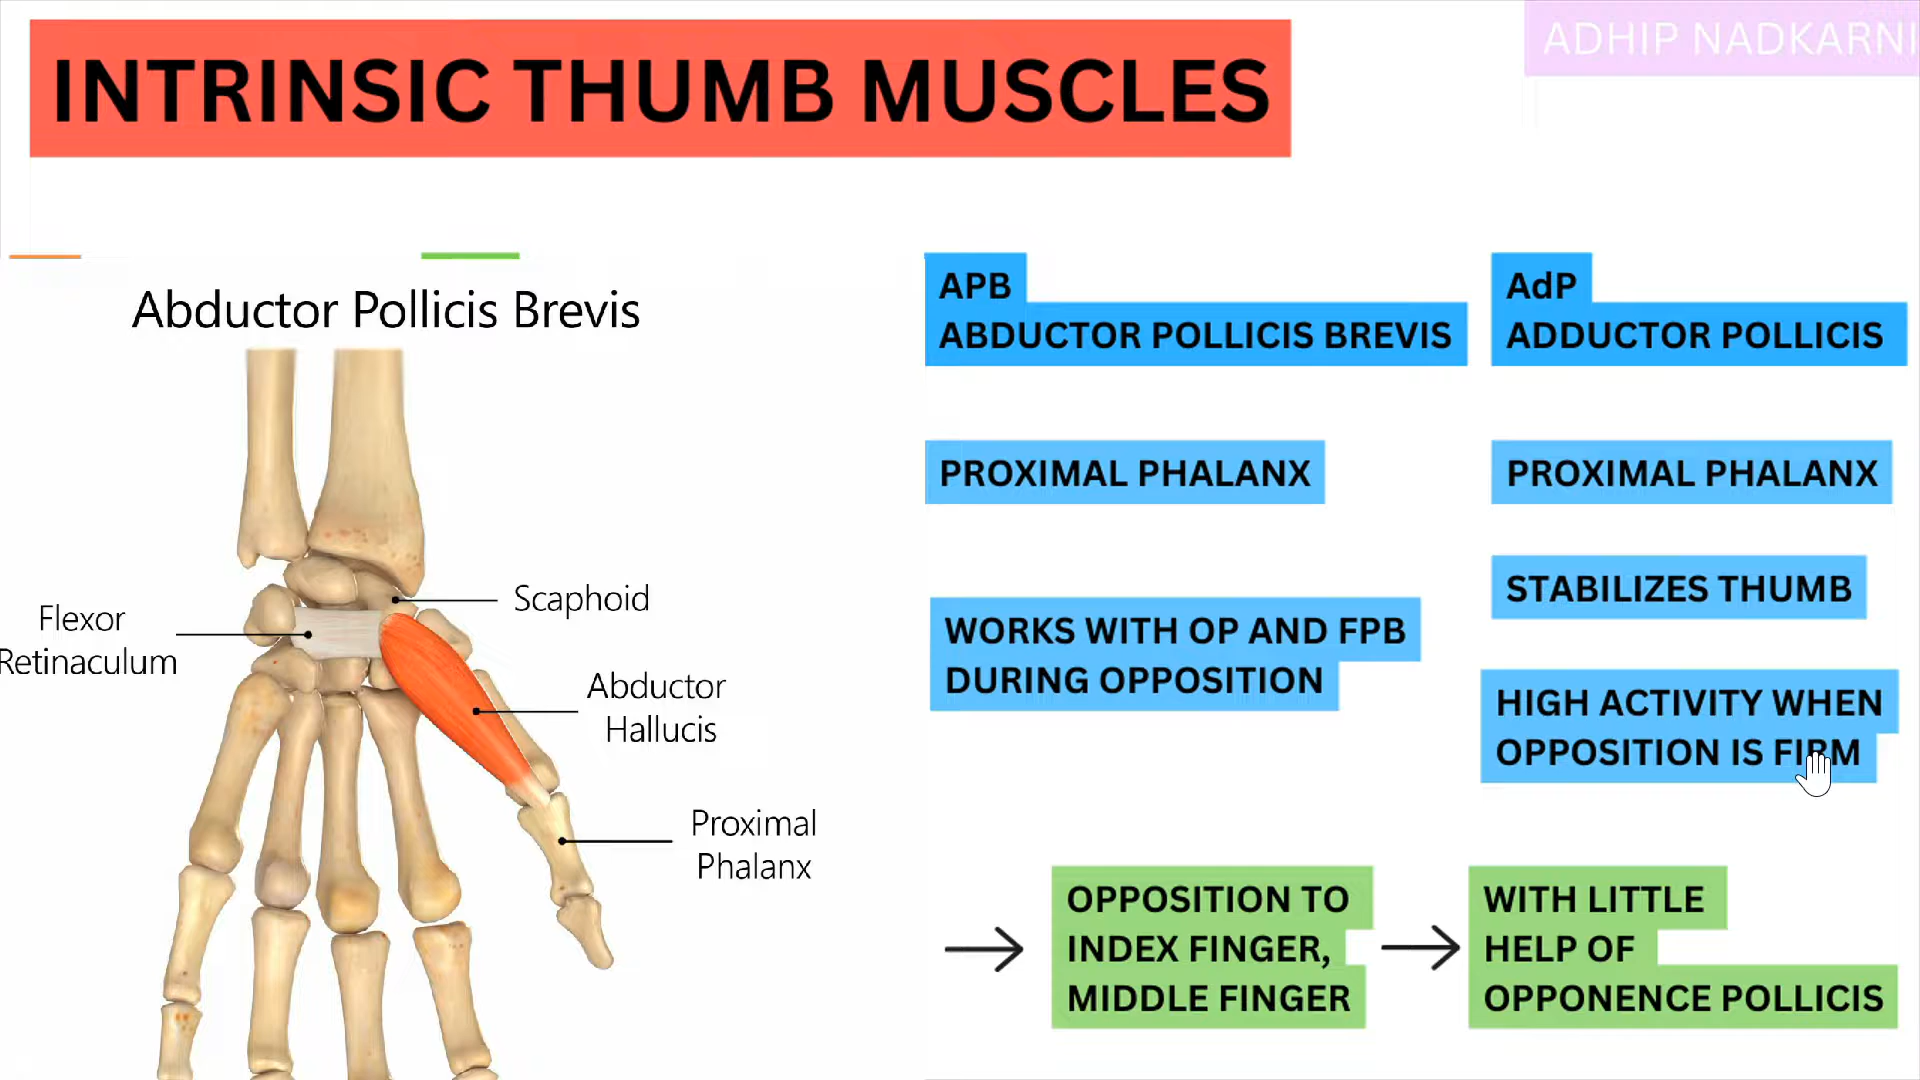 ADHIP NADKARNI
INTRINSIC THUMB MUSCLES
Abductor Pollicis Brevis
Scaphoid
Flexor
Retinaculum
Abductor
Hallucis
Proximal
Phalanx
APB
ABDUCTOR POLLICIS BREVIS
PROXIMAL PHALANX
WORKS WITH OP AND FPB
DURING OPPOSITION
AdP
ADDUCTOR POLLICIS
PROXIMAL PHALANX
STABILIZES THUMB
HIGH ACTIVITY WHEN
OPPOSITION IS FIRM
OPPOSITION TO
INDEX FINGER,
MIDDLE FINGER
WITH LITTLE
HELP OF
OPPONENCE POLLICIS